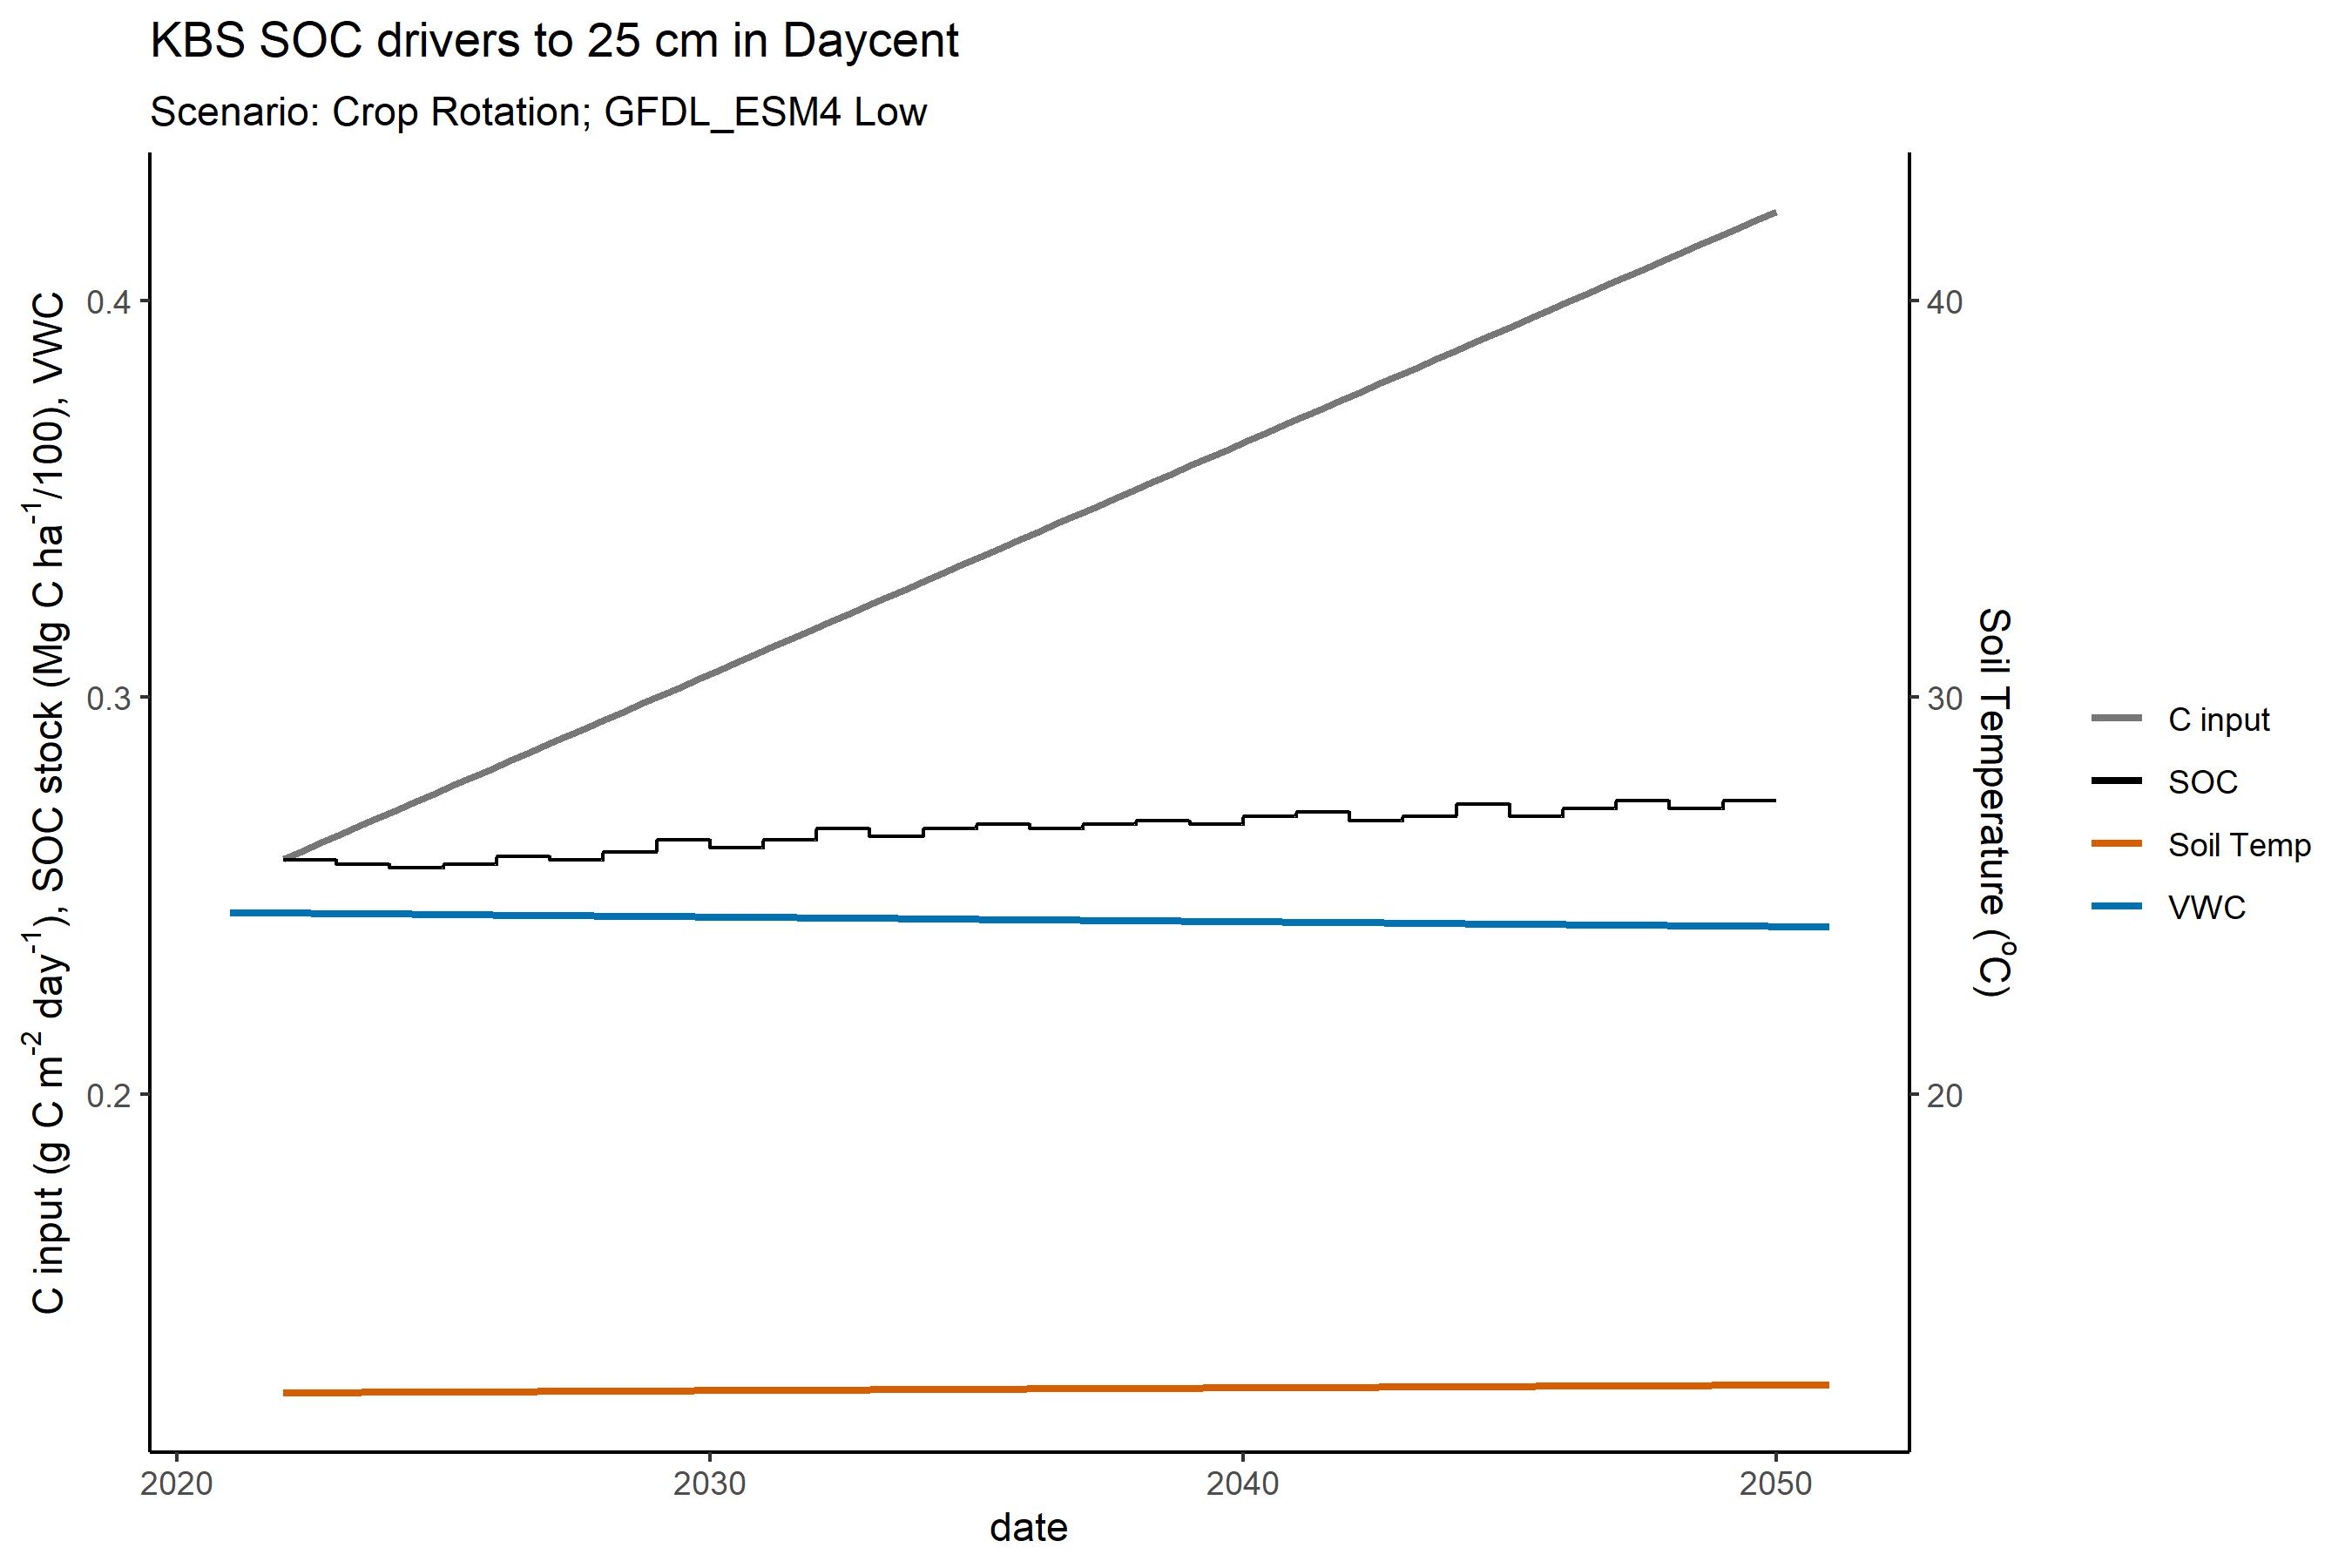 KBS SOC drivers to 25 cm in Daycent
Scenario: Crop Rotation; GFDL_ESM4 Low
C input (g C m⁻² day⁻¹), SOC stock (Mg C ha⁻¹/100), VWC
0.4
0.3
0.2
40
30
20
Soil Temperature (°C)
C input
SOC
Soil Temp
VWC
2020 2030 2040 2050
date